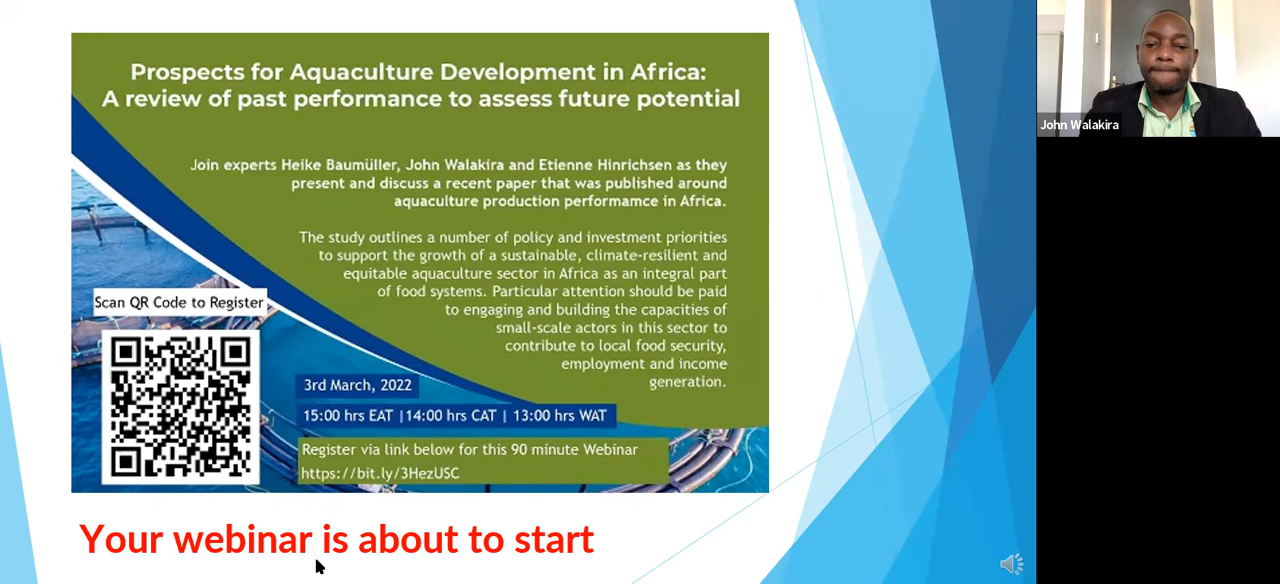 Prospects for Aquaculture Development in Africa:
A review of past performance to assess future potential
Join experts Heike Baumüller, John Walakira and Etienne Hinrichsen as they
present and discuss a recent paper that was published around
aquaculture production performamce in Africa.
The study outlines a number of policy and investment priorities
to support the growth of a sustainable, climate-resilient and
equitable aquaculture sector in Africa as an integral part
of food systems. Particular attention should be paid
to engaging and building the capacities of
small-scale actors in this sector to
contribute to local food security,
employment and income
generation.
Scan QR Code to Register
3rd March, 2022
15:00 hrs EAT |14:00 hrs CAT | 13:00 hrs WAT
Register via link below for this 90 minute Webinar
https://bit.ly/3HezUSC
Your webinar is about to start
John Walakira